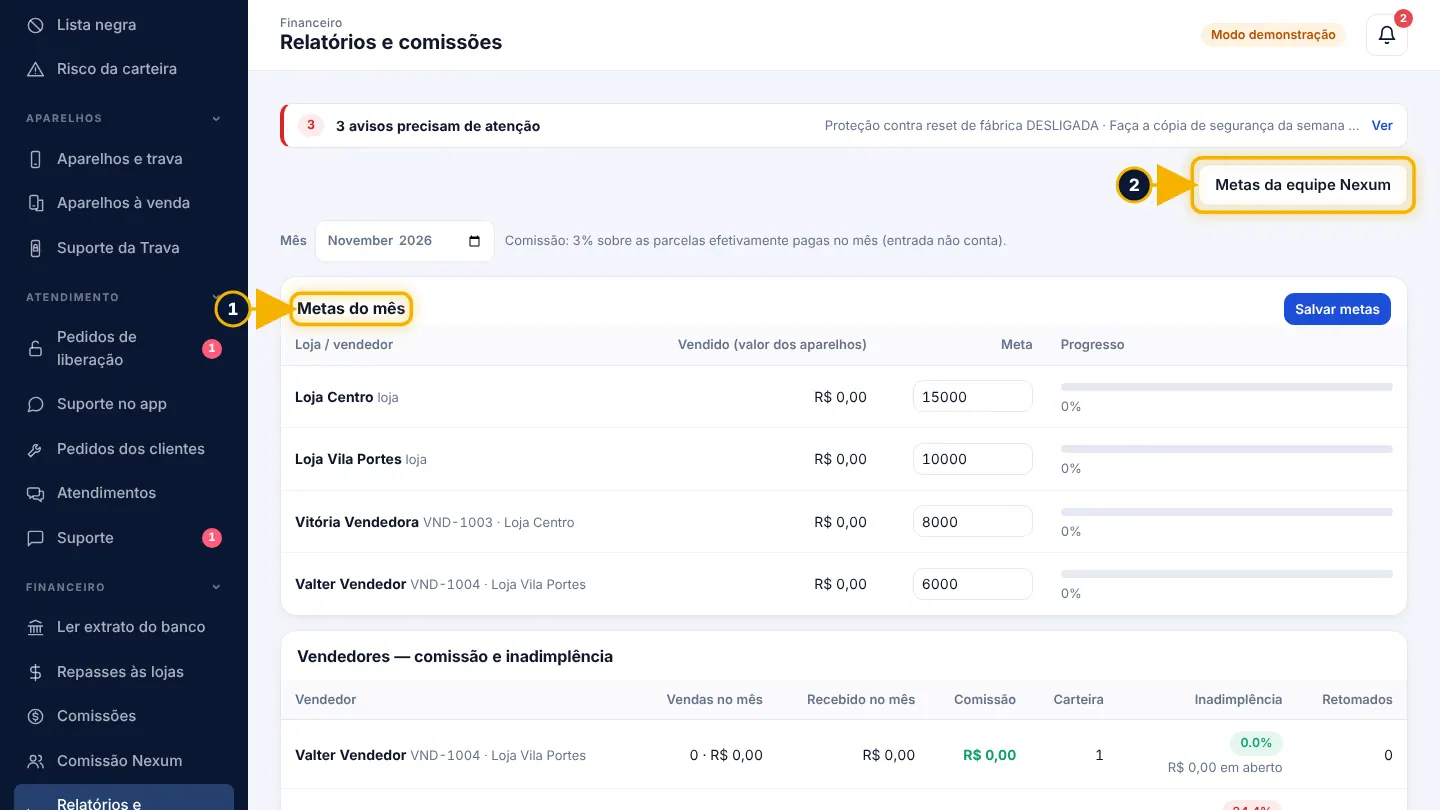 Lista negra
Risco da carteira
APARELHOS
Aparelhos e trava
Aparelhos à venda
Suporte da Trava
ATENDIMENTO
Pedidos de
liberação
1
Suporte no app
Pedidos dos clientes
Atendimentos
Suporte
1
FINANCEIRO
Ler extrato do banco
Repasses às lojas
Comissões
Comissão Nexum
Relatórios e
Financeiro
Relatórios e comissões
Modo demonstração
2
3
3 avisos precisam de atenção
Proteção contra reset de fábrica DESLIGADA · Faça a cópia de segurança da semana ...
Ver
2
Metas da equipe Nexum
Mês
November 2026
Comissão: 3% sobre as parcelas efetivamente pagas no mês (entrada não conta).
1
Metas do mês
Salvar metas
Loja / vendedor Vendido (valor dos aparelhos) Meta Progresso
Loja Centro loja R$ 0,00 15000 0%
Loja Vila Portes loja R$ 0,00 10000 0%
Vitória Vendedora VND-1003 · Loja Centro R$ 0,00 8000 0%
Valter Vendedor VND-1004 · Loja Vila Portes R$ 0,00 6000 0%
Vendedores — comissão e inadimplência
Vendedor Vendas no mês Recebido no mês Comissão Carteira Inadimplência Retomados
Valter Vendedor VND-1004 · Loja Vila Portes 0 · R$ 0,00 R$ 0,00 R$ 0,00 1 0.0% 0
R$ 0,00 em aberto